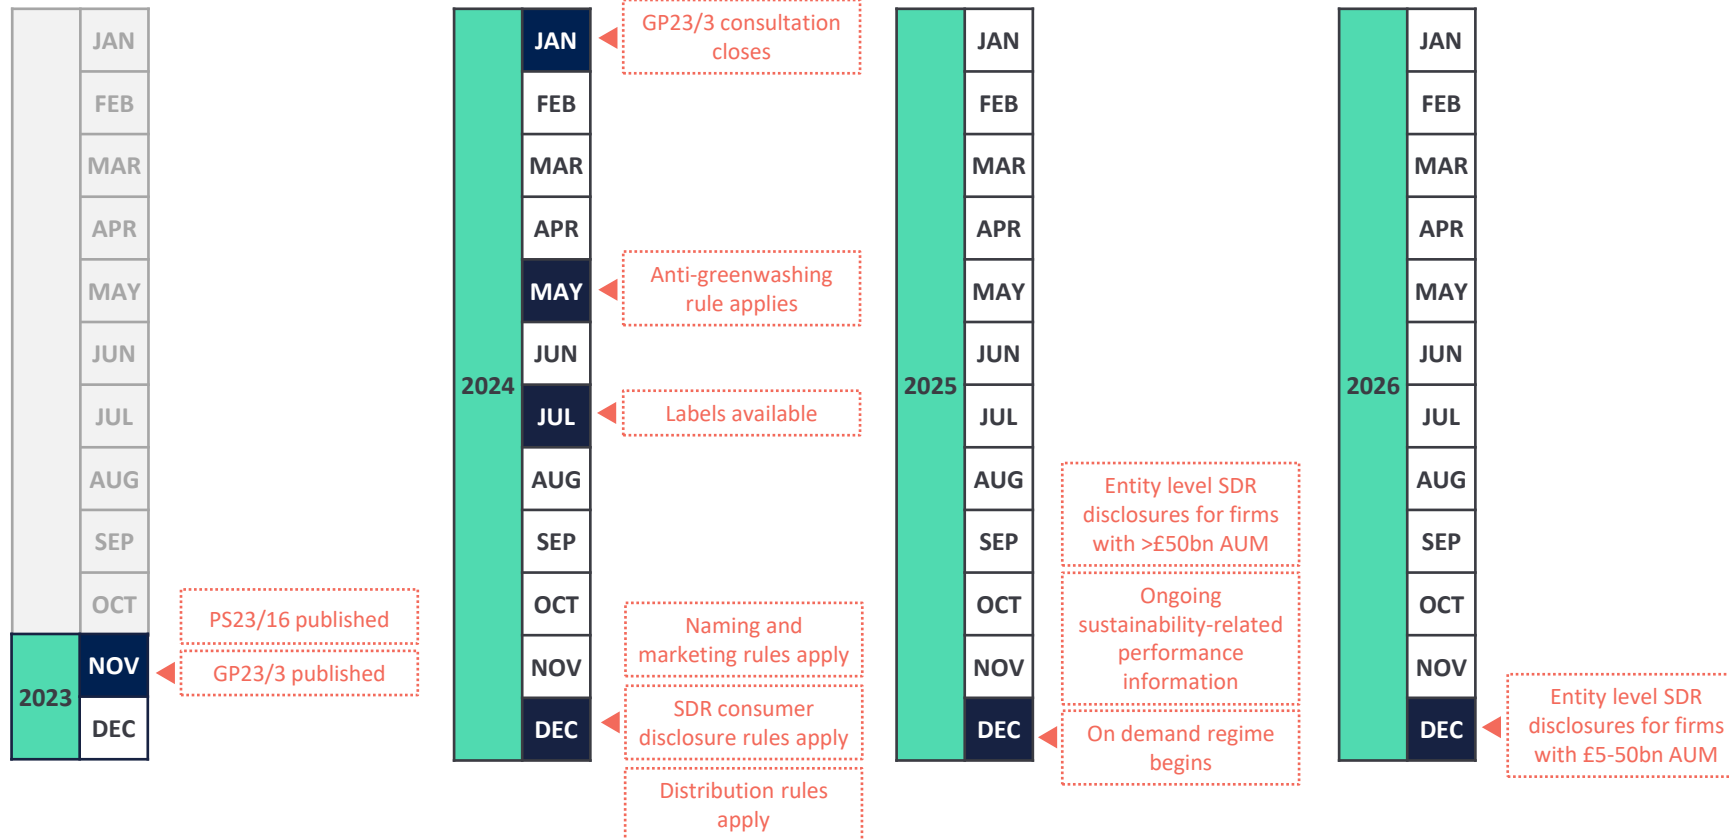 JAN
FEB
MAR
APR
MAY
JUN
JUL
AUG
SEP
OCT
2023
NOV
DEC
PS23/16 published
GP23/3 published
2024
JAN
FEB
MAR
APR
MAY
JUN
JUL
AUG
SEP
OCT
NOV
DEC
GP23/3 consultation
closes
Anti-greenwashing
rule applies
Labels available
Naming and
marketing rules apply
SDR consumer
disclosure rules apply
Distribution rules
apply
2025
JAN
FEB
MAR
APR
MAY
JUN
JUL
AUG
SEP
OCT
NOV
DEC
Entity level SDR
disclosures for firms
with >£50bn AUM
Ongoing
sustainability-related
performance
information
On demand regime
begins
2026
JAN
FEB
MAR
APR
MAY
JUN
JUL
AUG
SEP
OCT
NOV
DEC
Entity level SDR
disclosures for firms
with £5-50bn AUM